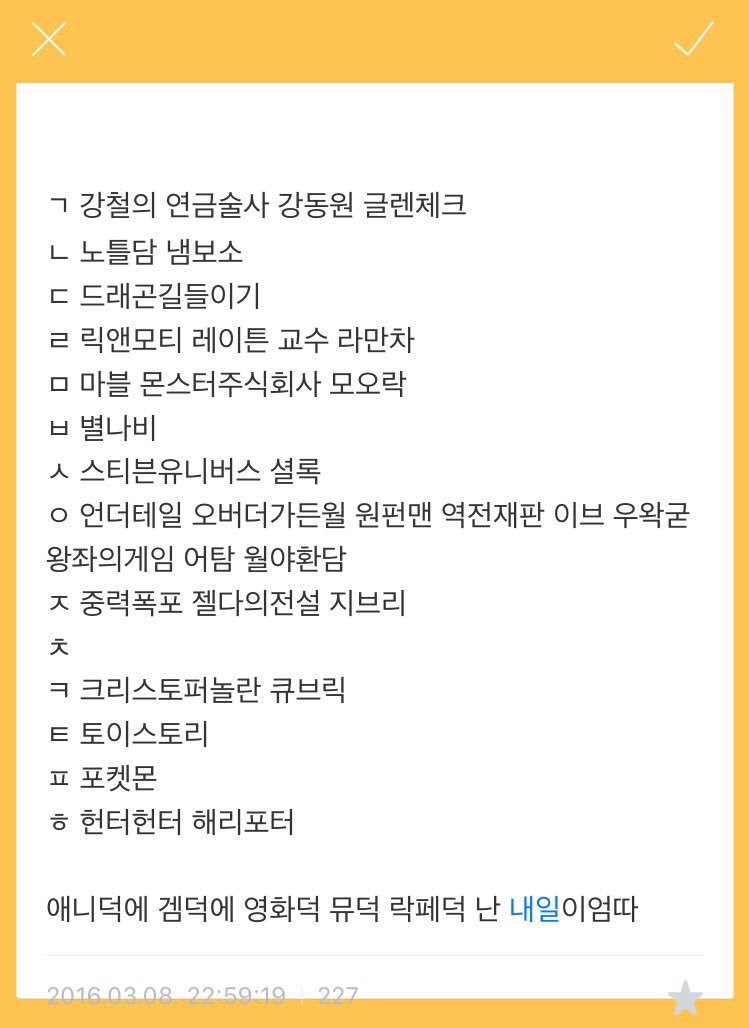 ㄱ 강철의 연금술사 강동원 글렌체크
ㄴ 노틀담 냄보소
ㄷ 드래곤길들이기
ㄹ 릭앤모티 레이튼 교수 라만차
ㅁ 마블 몬스터주식회사 모오락
ㅂ 별나비
ㅅ 스티븐유니버스 셜록
ㅇ 언더테일 오버더가든월 원펀맨 역전재판 이브 우왁굳
왕좌의게임 어탐 월야환담
ㅈ 중력폭포 젤다의전설 지브리
ㅊ
ㅋ 크리스토퍼놀란 큐브릭
ㅌ 토이스토리
ㅍ 포켓몬
ㅎ 헌터헌터 해리포터
애니덕에 겜덕에 영화덕 뮤덕 락페덕 난 내일이엄따
2016.03.08. 22:59:19 | 227